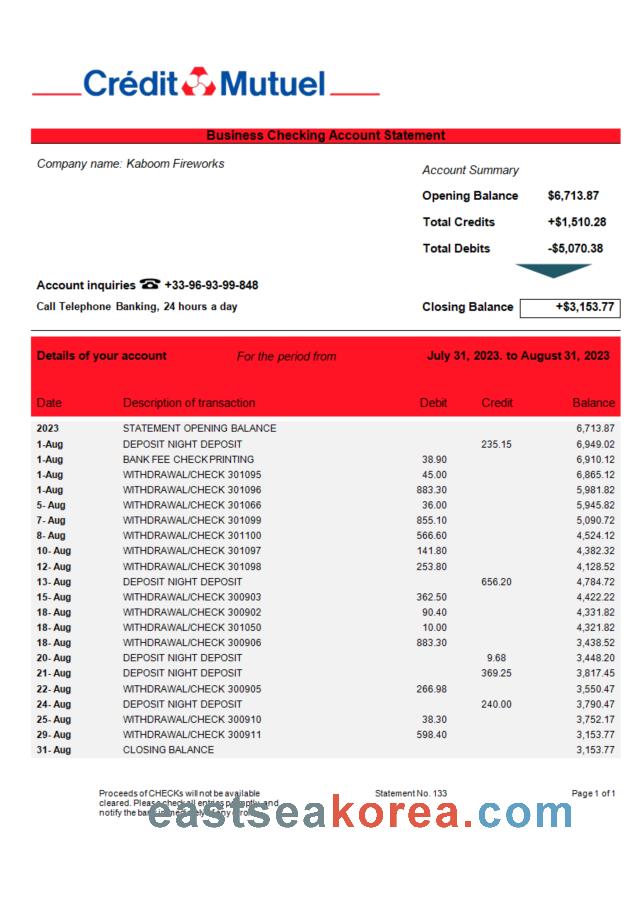 Crédit Mutuel
Business Checking Account Statement
Company name: Kaboom Fireworks
Account Summary
Opening Balance $6,713.87
Total Credits +$1,510.28
Total Debits -$5,070.38
Account inquiries ☎ +33-96-93-99-848
Call Telephone Banking, 24 hours a day
Closing Balance +$3,153.77
Details of your account For the period from July 31, 2023. to August 31, 2023
Date Description of transaction Debit Credit Balance
2023 STATEMENT OPENING BALANCE 6,713.87
1-Aug DEPOSIT NIGHT DEPOSIT 235.15 6,949.02
1-Aug BANK FEE CHECK PRINTING 38.90 6,910.12
1-Aug WITHDRAWAL/CHECK 301095 45.00 6,865.12
1-Aug WITHDRAWAL/CHECK 301096 883.30 5,981.82
5- Aug WITHDRAWAL/CHECK 301066 36.00 5,945.82
7- Aug WITHDRAWAL/CHECK 301099 855.10 5,090.72
8- Aug WITHDRAWAL/CHECK 301100 566.60 4,524.12
10- Aug WITHDRAWAL/CHECK 301097 141.80 4,382.32
12- Aug WITHDRAWAL/CHECK 301098 253.80 4,128.52
13- Aug DEPOSIT NIGHT DEPOSIT 656.20 4,784.72
15- Aug WITHDRAWAL/CHECK 300903 362.50 4,422.22
18- Aug WITHDRAWAL/CHECK 300902 90.40 4,331.82
18- Aug WITHDRAWAL/CHECK 301050 10.00 4,321.82
18- Aug WITHDRAWAL/CHECK 300906 883.30 3,438.52
20- Aug DEPOSIT NIGHT DEPOSIT 9.68 3,448.20
21- Aug DEPOSIT NIGHT DEPOSIT 369.25 3,817.45
22- Aug WITHDRAWAL/CHECK 300905 266.98 3,550.47
24- Aug DEPOSIT NIGHT DEPOSIT 240.00 3,790.47
25- Aug WITHDRAWAL/CHECK 300910 38.30 3,752.17
29- Aug WITHDRAWAL/CHECK 300911 598.40 3,153.77
31- Aug CLOSING BALANCE 3,153.77
Proceeds of CHECKs will not be available Statement No. 133 Page 1 of 1
cleared. Please check all entries promptly and
notify the bank immediately of any
eastseakorea.com